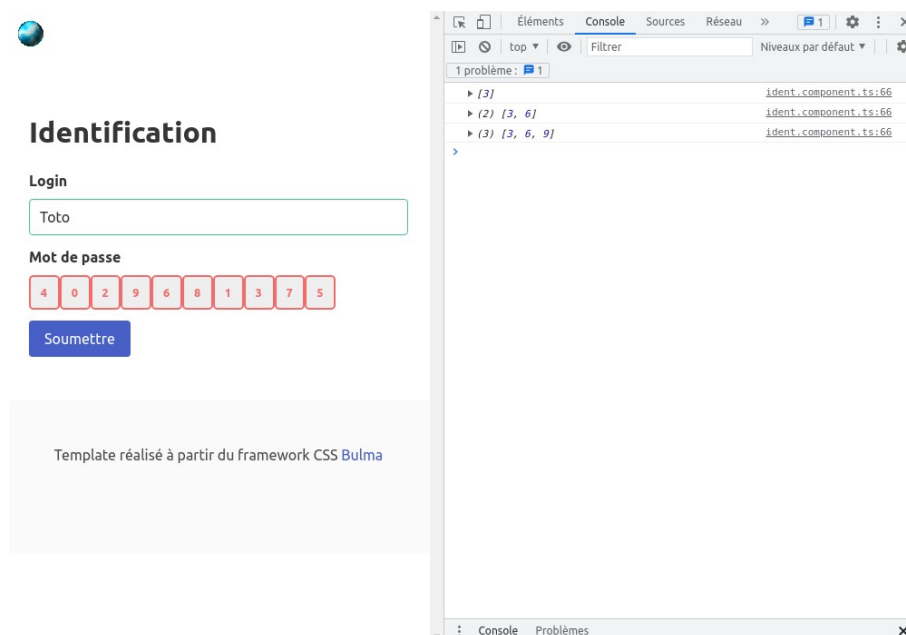 Identification
Login
Toto
Mot de passe
4 0 2 9 6 8 1 3 7 5
Soumettre
Template réalisé à partir du framework CSS Bulma
Éléments Console Sources Réseau » 1
top ▼ Filtrer Niveaux par défaut ▼
1 problème : 1
▶ [3] ident.component.ts:66
▶ (2) [3, 6] ident.component.ts:66
▶ (3) [3, 6, 9] ident.component.ts:66
>
Console Problèmes